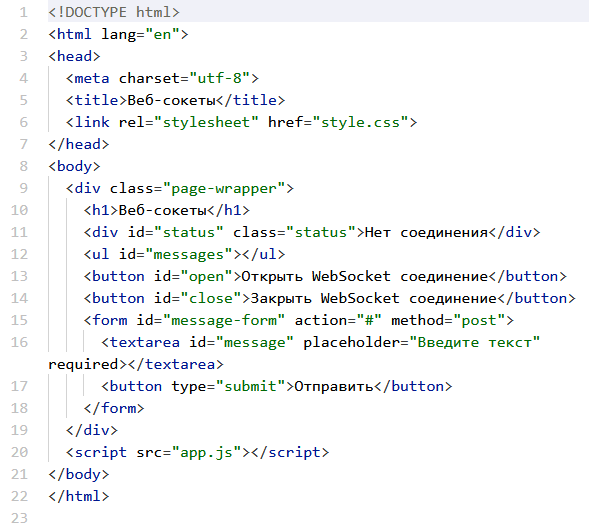 1 <!DOCTYPE html>
2 <html lang="en">
3 <head>
4 <meta charset="utf-8">
5 <title>Веб-сокеты</title>
6 <link rel="stylesheet" href="style.css">
7 </head>
8 <body>
9 <div class="page-wrapper">
10 <h1>Веб-сокеты</h1>
11 <div id="status" class="status">Нет соединения</div>
12 <ul id="messages"></ul>
13 <button id="open">Открыть WebSocket соединение</button>
14 <button id="close">Закрыть WebSocket соединение</button>
15 <form id="message-form" action="#" method="post">
16 <textarea id="message" placeholder="Введите текст"
required></textarea>
17 <button type="submit">Отправить</button>
18 </form>
19 </div>
20 <script src="app.js"></script>
21 </body>
22 </html>
23